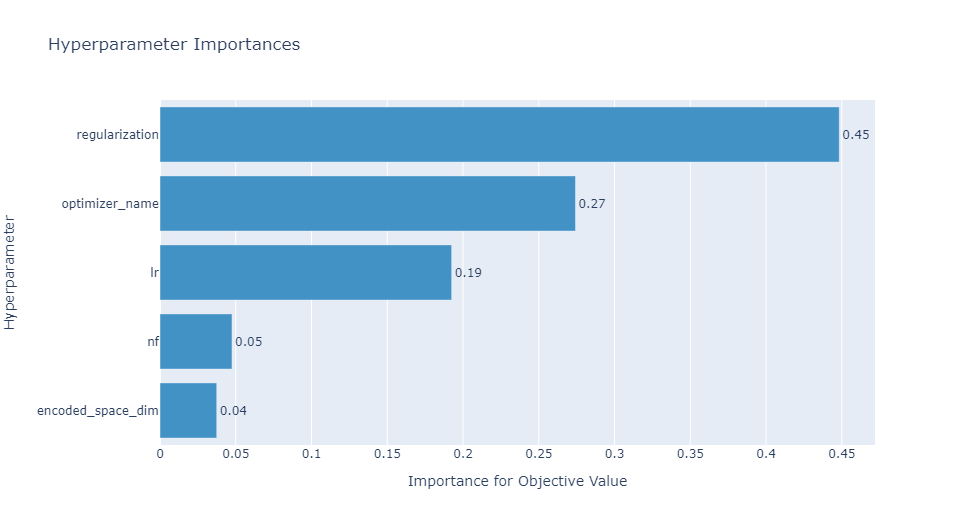 Hyperparameter Importances
Hyperparameter
regularization
0.45
optimizer_name
0.27
lr
0.19
nf
0.05
encoded_space_dim
0.04
0 0.05 0.1 0.15 0.2 0.25 0.3 0.35 0.4 0.45
Importance for Objective Value